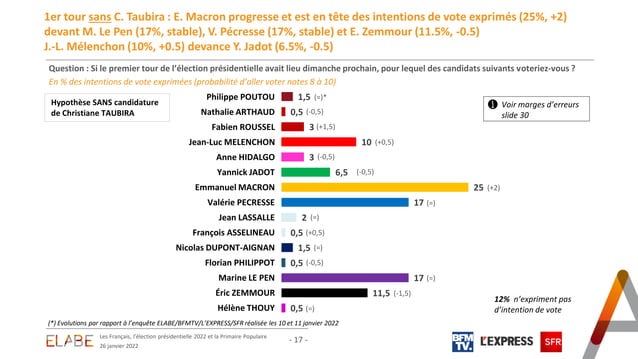 1er tour sans C. Taubira : E. Macron progresse et est en tête des intentions de vote exprimés (25%, +2)
devant M. Le Pen (17%, stable), V. Pécresse (17%, stable) et E. Zemmour (11.5%, -0.5)
J.-L. Mélenchon (10%, +0.5) devance Y. Jadot (6.5%, -0.5)
Question : Si le premier tour de l'élection présidentielle avait lieu dimanche prochain, pour lequel des candidats suivants voteriez-vous ?
En % des intentions de vote exprimées (probabilité d'aller voter notes 8 à 10)
Hypothèse SANS candidature
de Christiane TAUBIRA
! Voir marges d'erreurs
slide 30
Philippe POUTOU 1,5 (=)*
Nathalie ARTHAUD 0,5 (-0,5)
Fabien ROUSSEL 3 (+1,5)
Jean-Luc MELENCHON 10 (+0,5)
Anne HIDALGO 3 (-0,5)
Yannick JADOT 6,5 (-0,5)
Emmanuel MACRON 25 (+2)
Valérie PECRESSE 17 (=)
Jean LASSALLE 2 (=)
François ASSELINEAU 0,5 (+0,5)
Nicolas DUPONT-AIGNAN 1,5 (=)
Florian PHILIPPOT 0,5 (-0,5)
Marine LE PEN 17 (=)
Éric ZEMMOUR 11,5 (-1,5)
Hélène THOUY 0,5 (=)
12% n'expriment pas
d'intention de vote
(*) Evolutions par rapport à l'enquête ELABE/BFMTV/L'EXPRESS/SFR réalisée les 10 et 11 janvier 2022
ELABE
Les Français, l'élection présidentielle 2022 et la Primaire Populaire
26 janvier 2022
- 17 -
BFM
TV.
L'EXPRESS
SFR